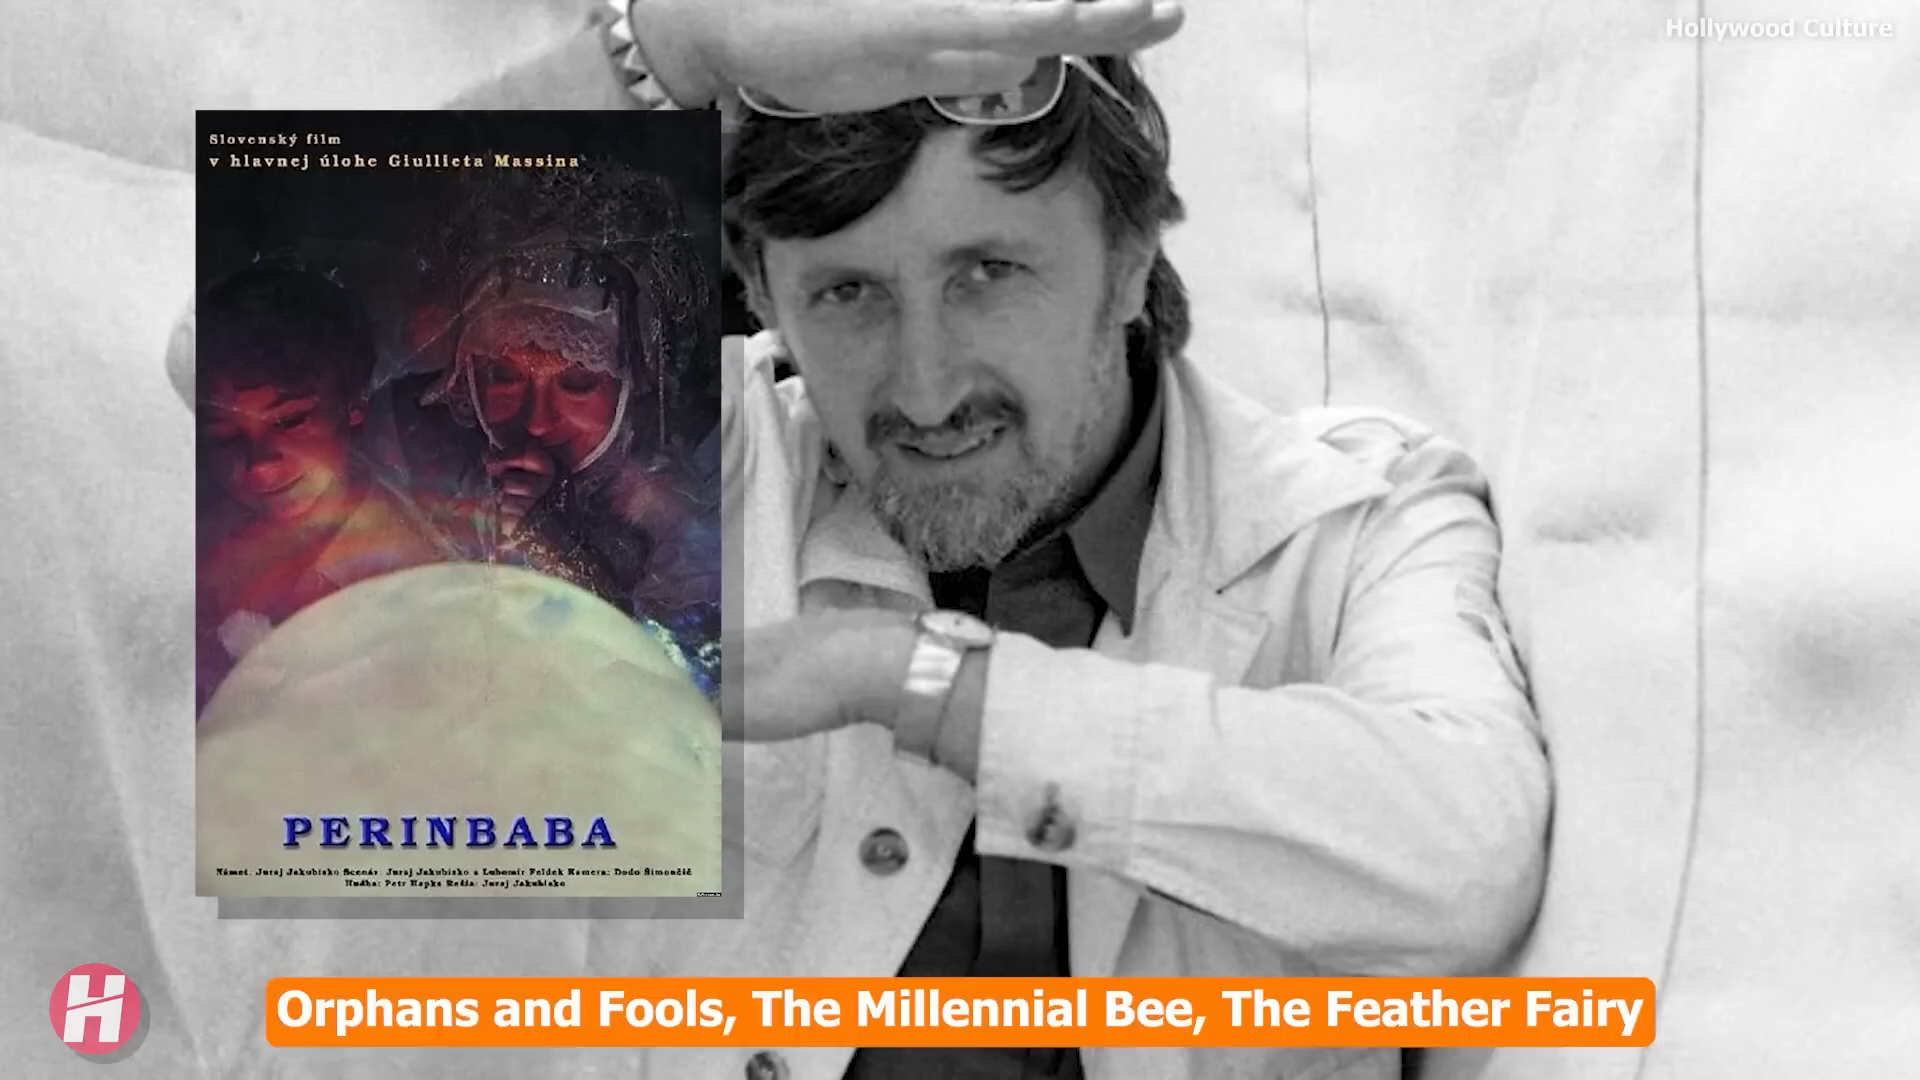 Hollywood Culture
Slovenský film
v hlavnej úlohe Giullieta Massina
PERINBABA
Námet: Juraj Jakubisko Scenár: Juraj Jakubisko a Lubomír Feldek Kamera: Dodo Šimončič
Hudba: Petr Hapka Réžia: Juraj Jakubisko
H
Orphans and Fools, The Millennial Bee, The Feather Fairy